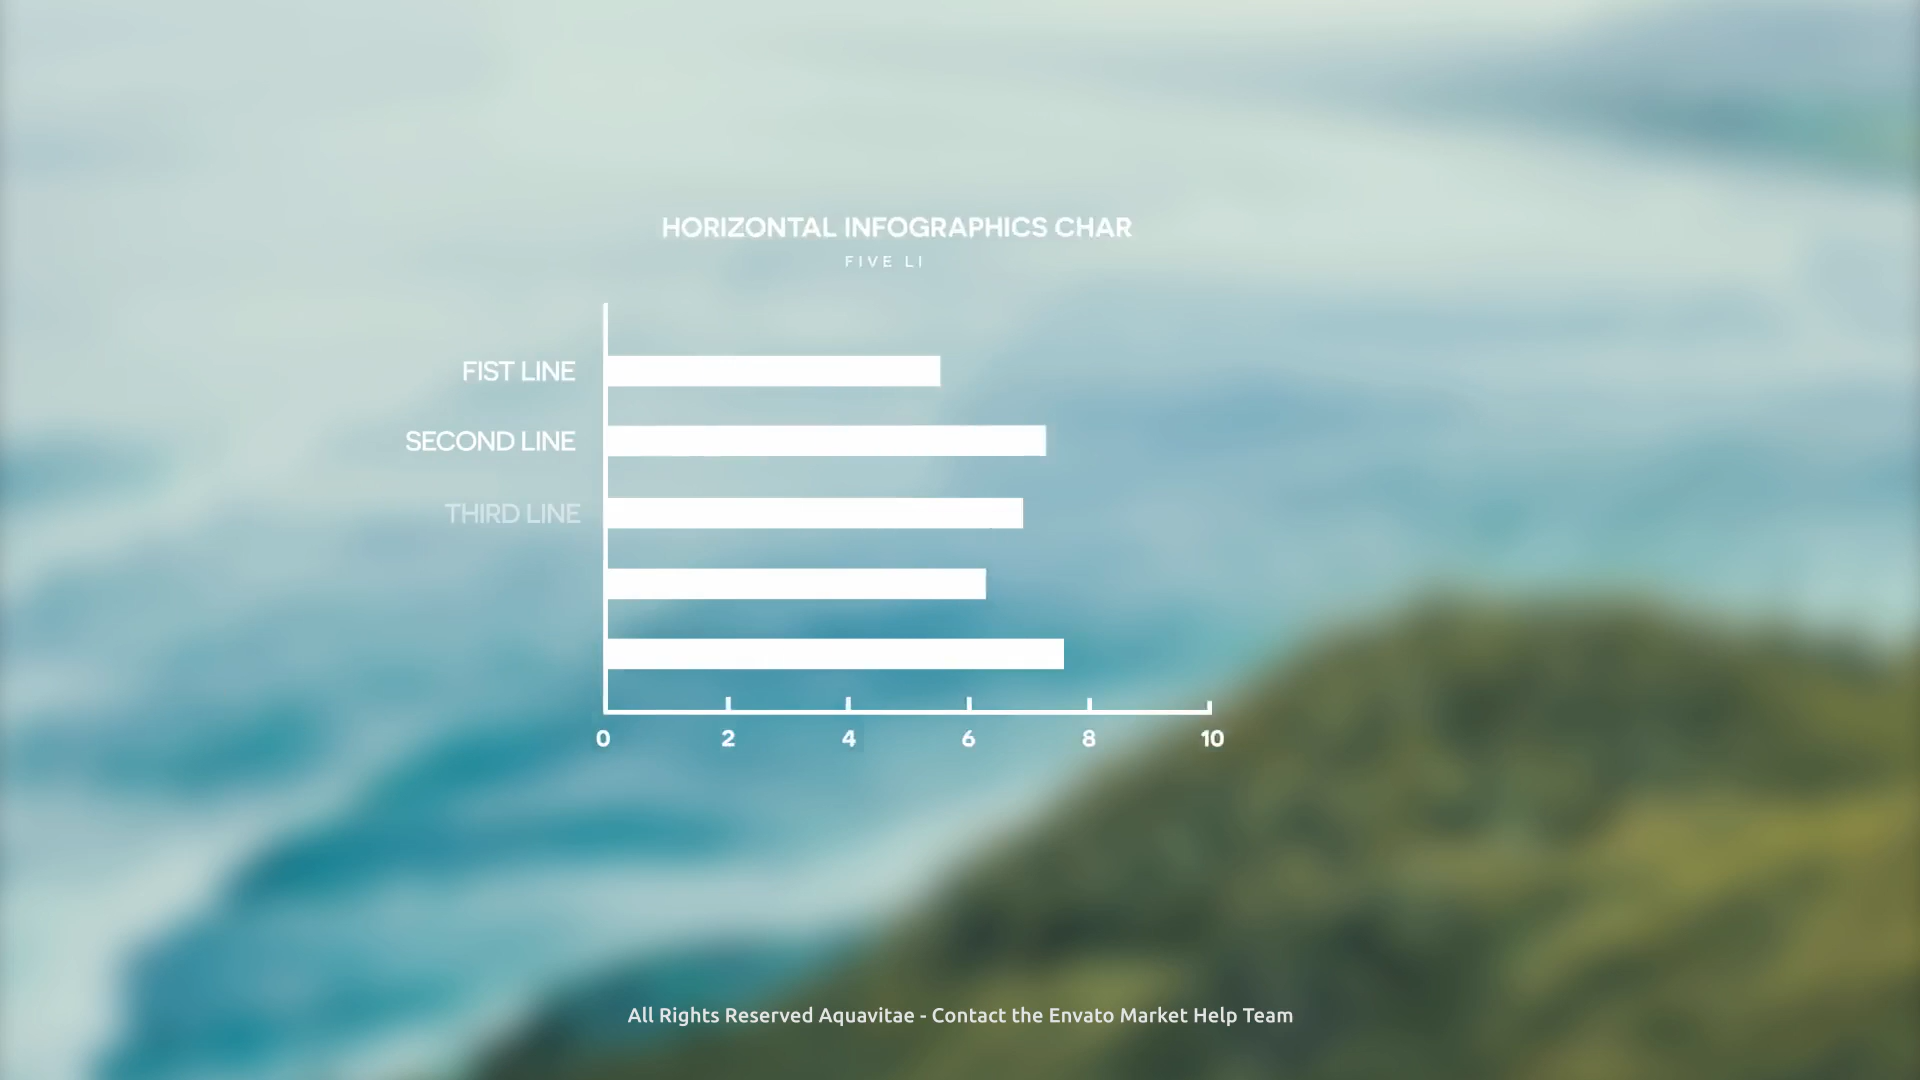 HORIZONTAL INFOGRAPHICS CHAR
FIVE LI
FIST LINE
SECOND LINE
THIRD LINE
0 2 4 6 8 10
All Rights Reserved Aquavitae - Contact the Envato Market Help Team